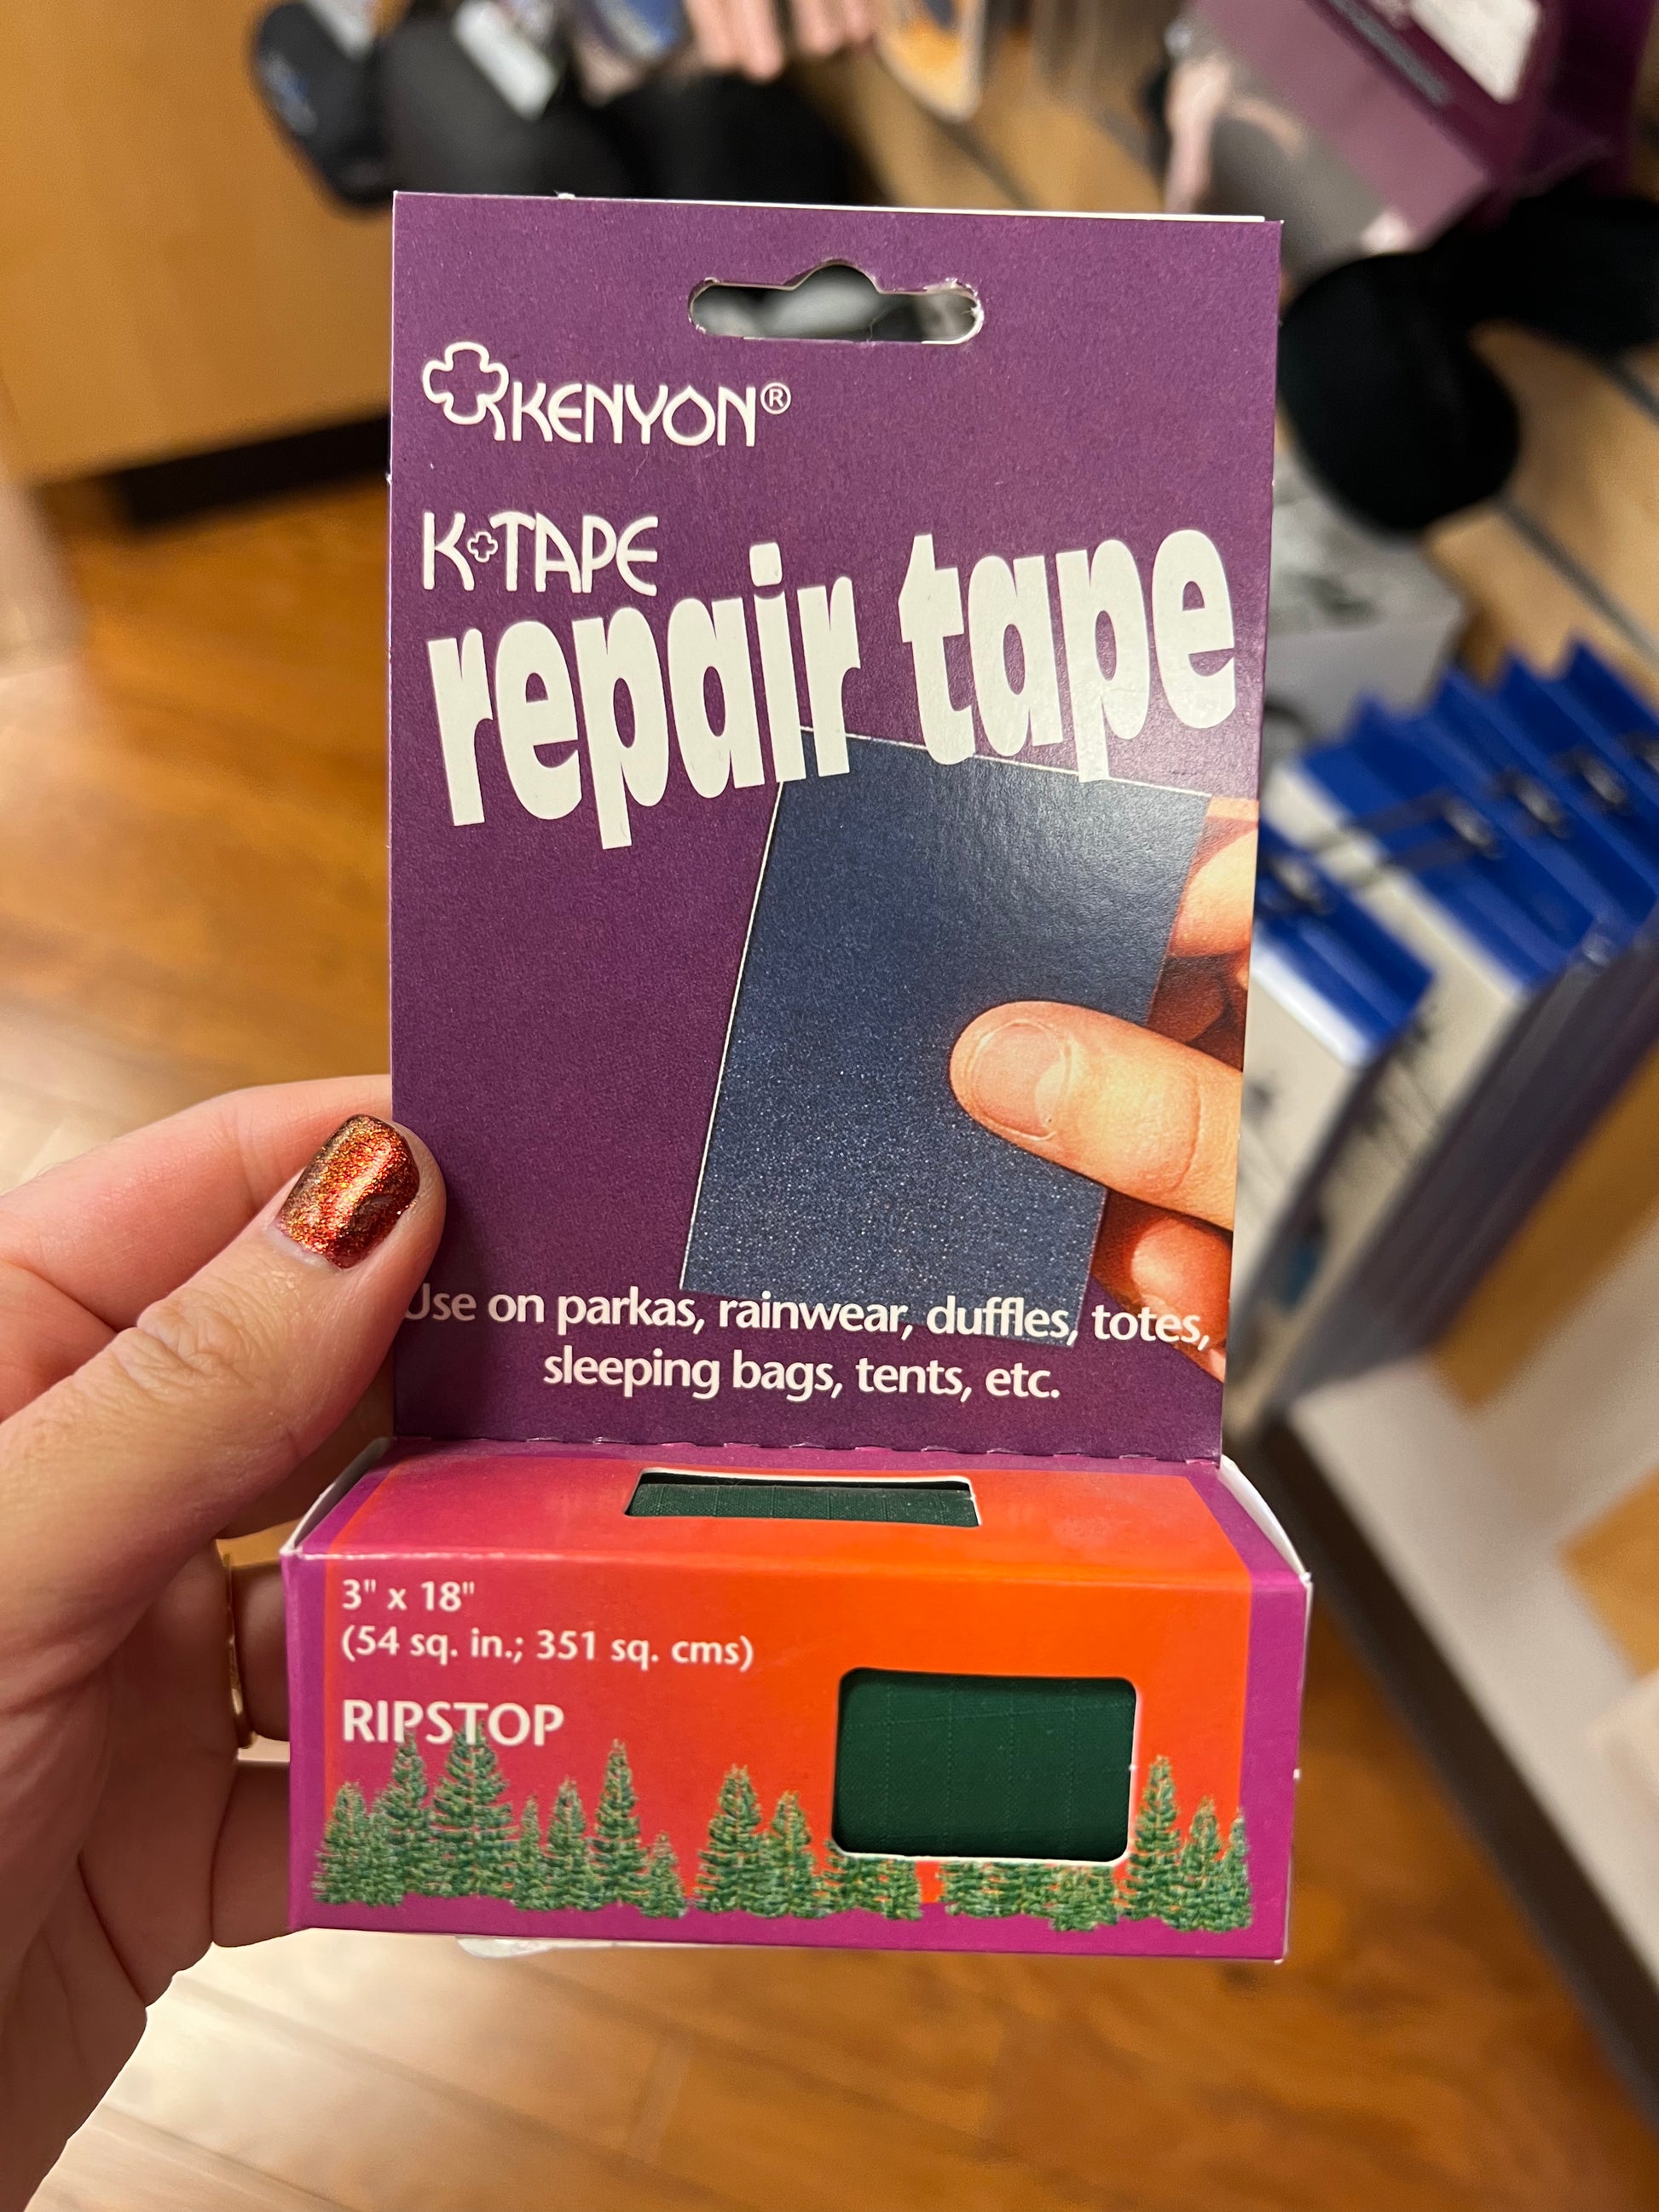 KENYON®
K+TAPE
repair tape
Use on parkas, rainwear, duffles, totes,
sleeping bags, tents, etc.
3" x 18"
(54 sq. in.; 351 sq. cms)
RIPSTOP